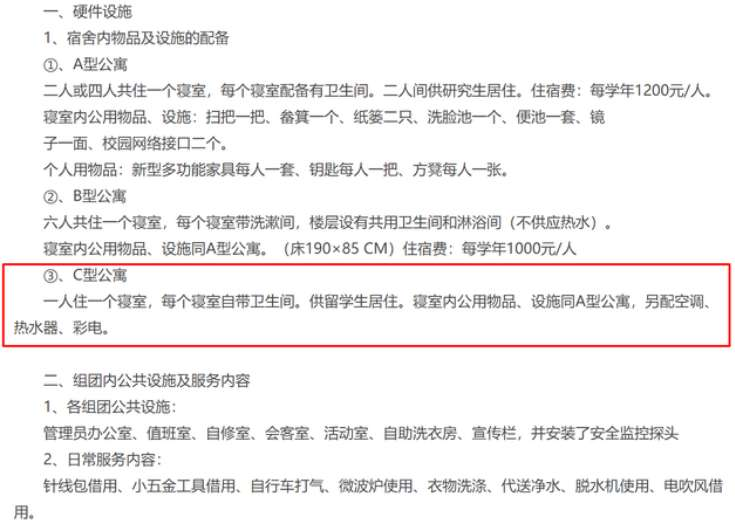 一、硬件设施
1、宿舍内物品及设施的配备
①、A型公寓
二人或四人共住一个寝室，每个寝室配备有卫生间。二人间供研究生居住。住宿费：每学年1200元/人。
寝室内公用物品、设施：扫把一把、畚箕一个、纸篓二只、洗脸池一个、便池一套、镜
子一面、校园网络接口二个。
个人用物品：新型多功能家具每人一套、钥匙每人一把、方凳每人一张。
②、B型公寓
六人共住一个寝室，每个寝室带洗漱间，楼层设有共用卫生间和淋浴间（不供应热水）。
寝室内公用物品、设施同A型公寓。（床190×85 CM）住宿费：每学年1000元/人
③、C型公寓
一人住一个寝室，每个寝室自带卫生间。供留学生居住。寝室内公用物品、设施同A型公寓，另配空调、
热水器、彩电。
二、组团内公共设施及服务内容
1、各组团公共设施：
管理员办公室、值班室、自修室、会客室、活动室、自助洗衣房、宣传栏，并安装了安全监控探头
2、日常服务内容：
针线包借用、小五金工具借用、自行车打气、微波炉使用、衣物洗涤、代送净水、脱水机使用、电吹风借
用。